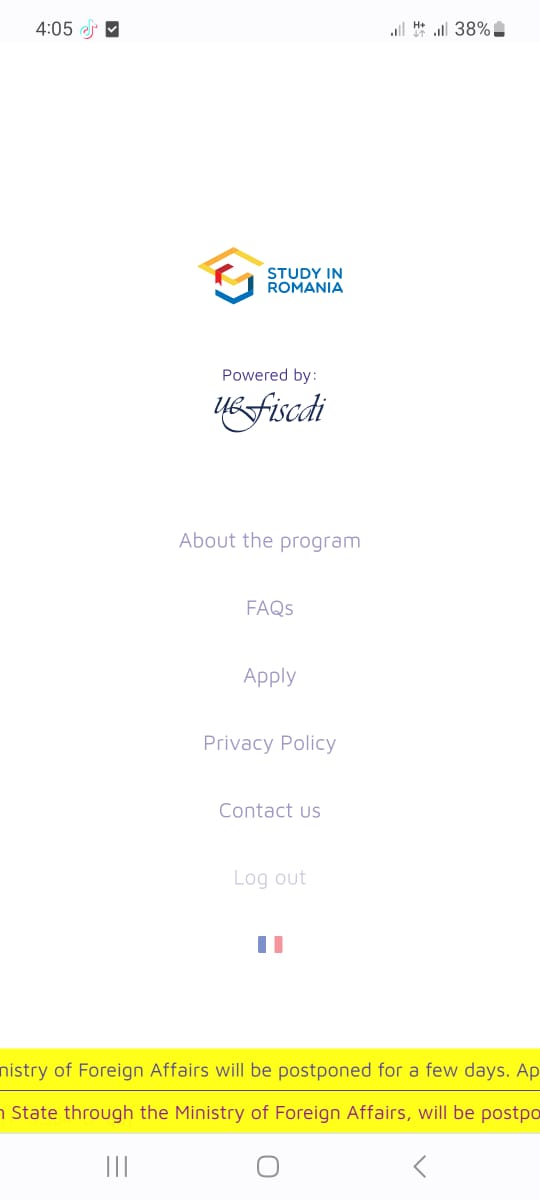 4:05
H+ 38%
STUDY IN
ROMANIA
Powered by:
uefiscdi
About the program
FAQs
Apply
Privacy Policy
Contact us
Log out
nistry of Foreign Affairs will be postponed for a few days. Ap
State through the Ministry of Foreign Affairs, will be postpo